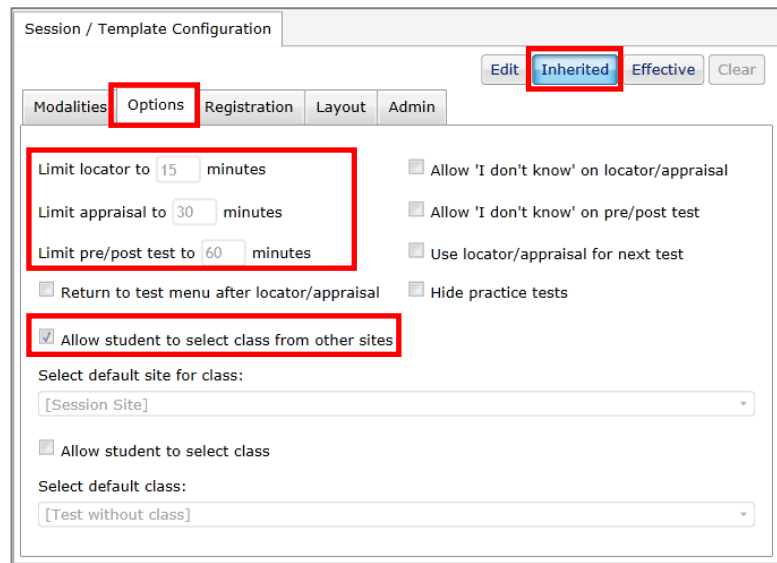 Session / Template Configuration
Edit Inherited Effective Clear
Modalities Options Registration Layout Admin
Limit locator to 15 minutes
Allow 'I don't know' on locator/appraisal
Limit appraisal to 30 minutes
Allow 'I don't know' on pre/post test
Limit pre/post test to 60 minutes
Use locator/appraisal for next test
Return to test menu after locator/appraisal
Hide practice tests
Allow student to select class from other sites
Select default site for class:
[Session Site]
Allow student to select class
Select default class:
[Test without class]